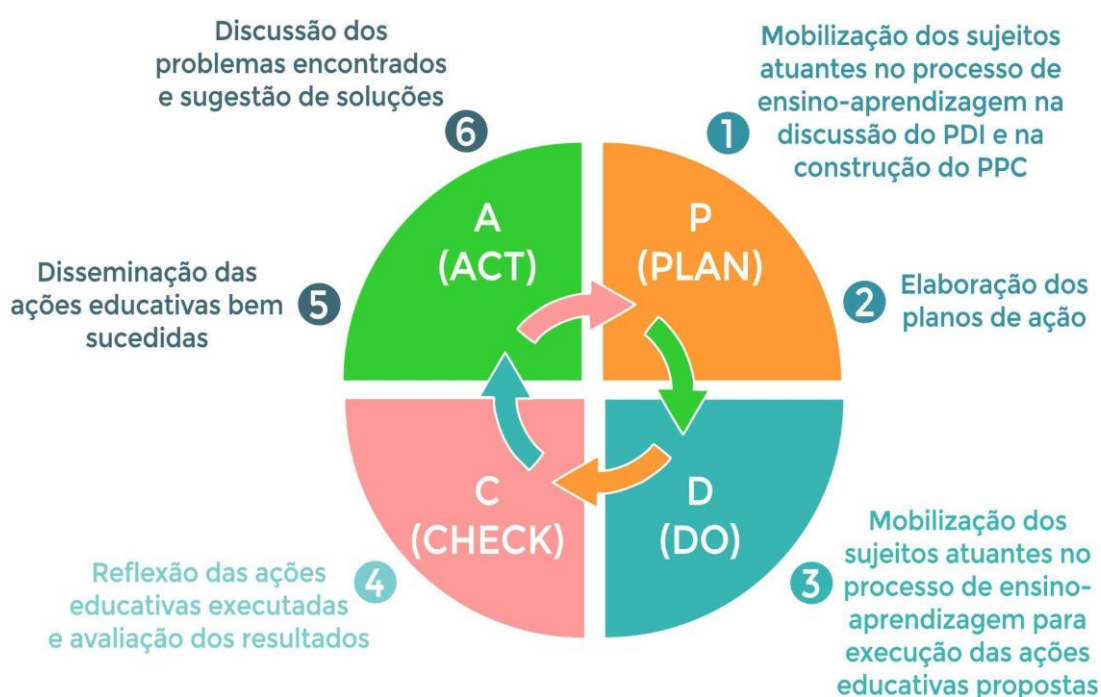 Discussão dos
problemas encontrados
e sugestão de soluções
6
Mobilização dos sujeitos
atuantes no processo de
ensino-aprendizagem na
discussão do PDI e na
construção do PPC
1
A
(ACT)
P
(PLAN)
Disseminação das
ações educativas bem
sucedidas
5
2
Elaboração dos
planos de ação
C
(CHECK)
D
(DO)
Reflexão das ações
educativas executadas
e avaliação dos resultados
4
3
Mobilização dos
sujeitos atuantes no
processo de ensino-
aprendizagem para
execução das ações
educativas propostas